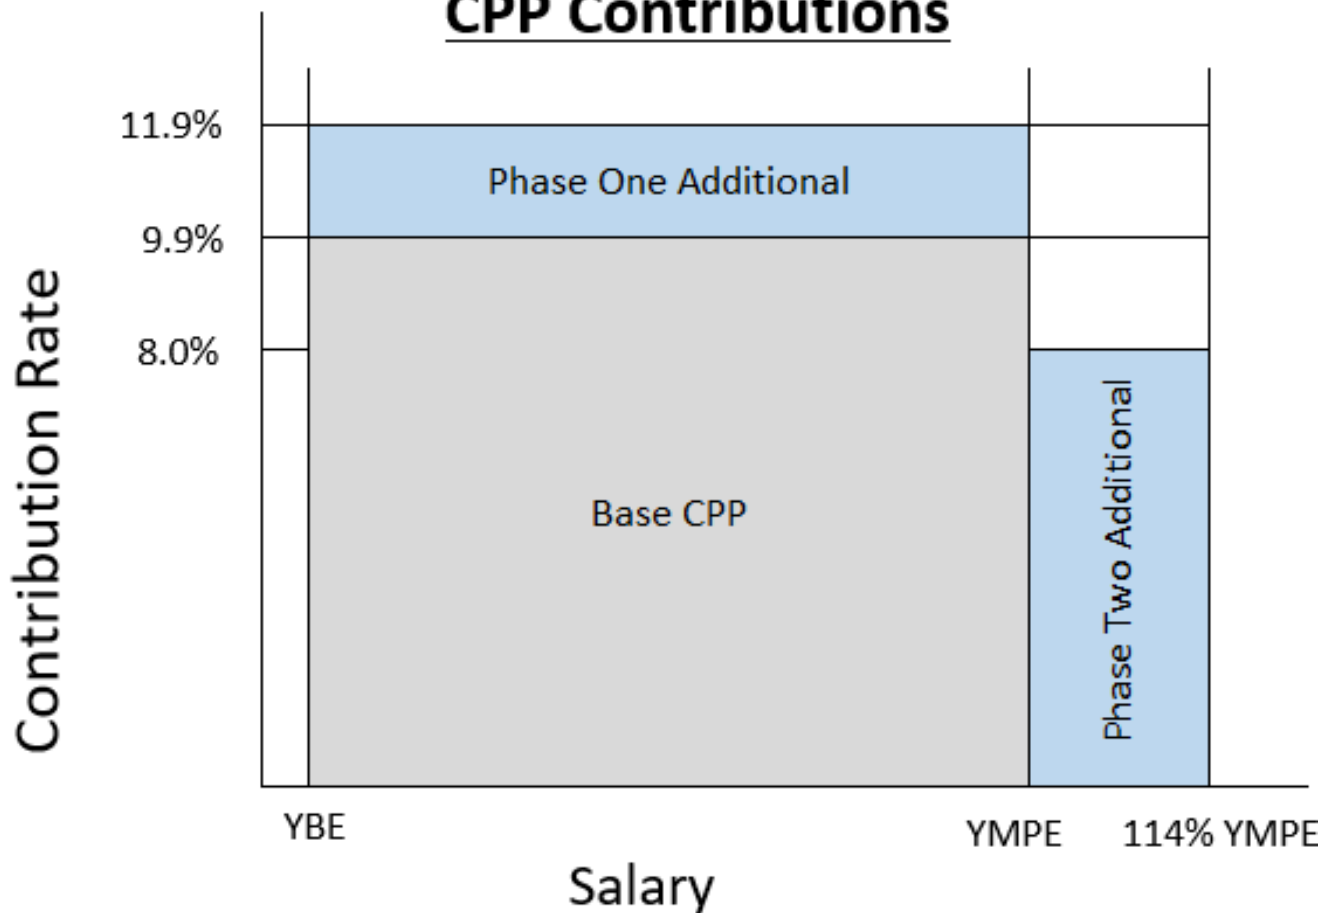 CPP Contributions
11.9%
Phase One Additional
9.9%
8.0%
Contribution Rate
Base CPP
Phase Two Additional
YBE
YMPE
114% YMPE
Salary